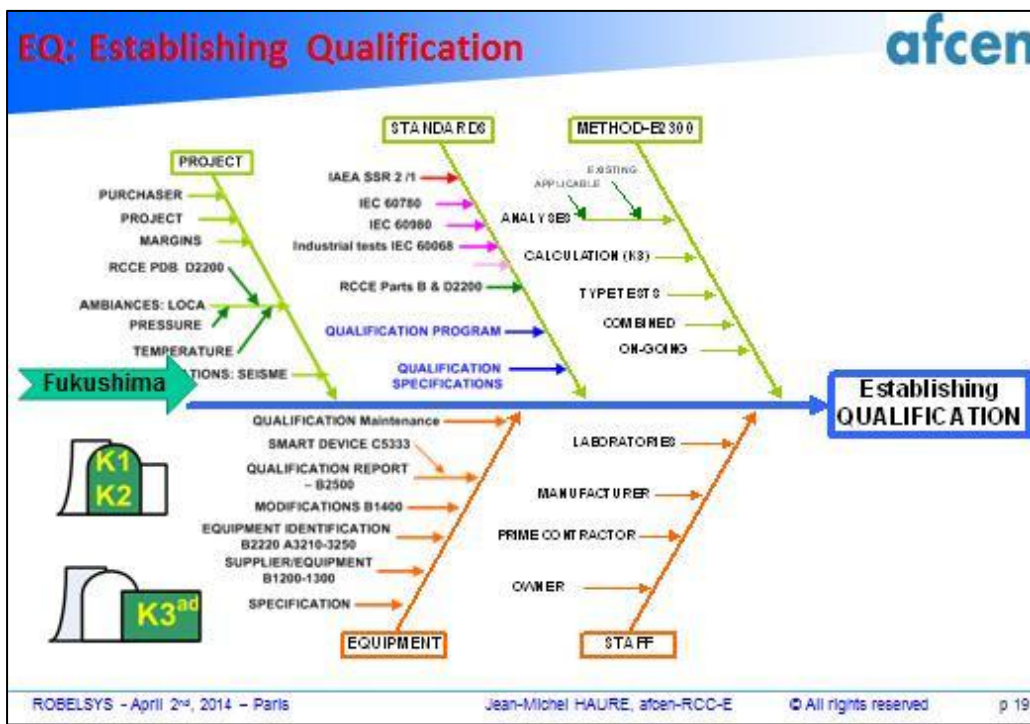 EQ: Establishing Qualification
afcen
STANDARDS
METHOD-E2300
PROJECT
PURCHASER
PROJECT
MARGINS
RCCE PDB D2200
AMBIANCES: LOCA
PRESSURE
TEMPERATURE
ATIONS: SEISME
Fukushima
IAEA SSR 2 /1
IEC 60780
IEC 60980
Industrial tests IEC 60068
RCCE Parts B & D2200
QUALIFICATION PROGRAM
QUALIFICATION
SPECIFICATIONS
EXISTING
APPLICABLE
ANALYSES
CALCULATION (K3)
TYPE TESTS
COMBINED
ON-GOING
Establishing
QUALIFICATION
QUALIFICATION Maintenance
SMART DEVICE C5333
QUALIFICATION REPORT
– B2500
MODIFICATIONS B1400
EQUIPMENT IDENTIFICATION
B2220 A3210-3250
SUPPLIER/EQUIPMENT
B1200-1300
SPECIFICATION
EQUIPMENT
LABORATORIES
MANUFACTURER
PRIME CONTRACTOR
OWNER
STAFF
K1
K2
K3ad
ROBELSYS - April 2nd, 2014 – Paris
Jean-Michel HAURE, afcen-RCC-E
© All rights reserved
p 19